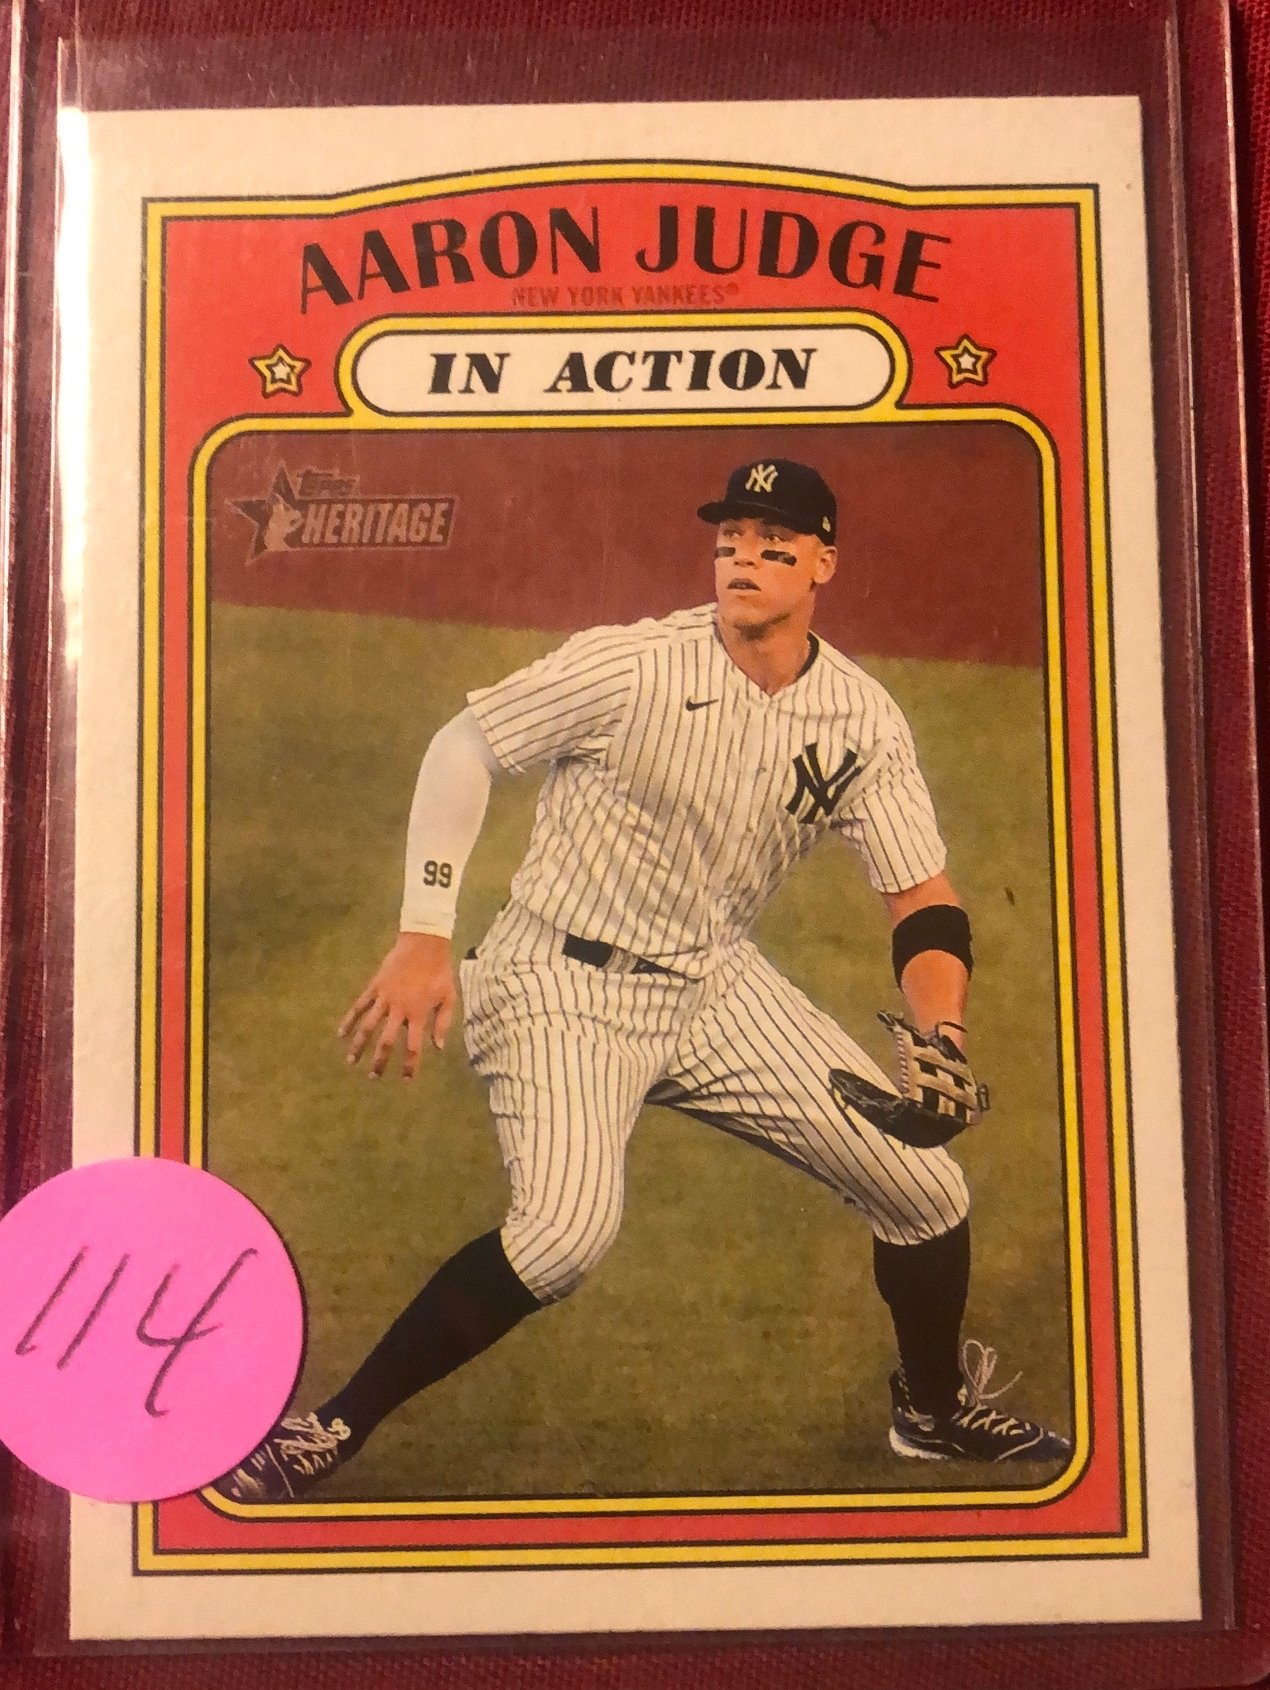 AARON JUDGE
NEW YORK YANKEES®
IN ACTION
Topps
HERITAGE
NY
NY
99
114